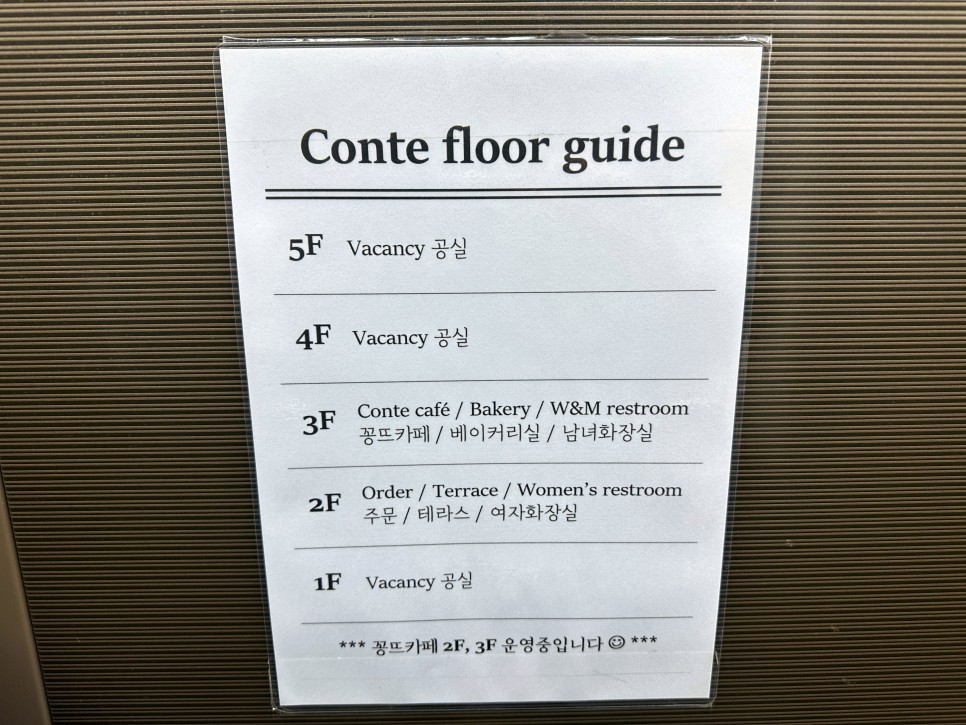 Conte floor guide
5F Vacancy 공실
4F Vacancy 공실
3F Conte café / Bakery / W&M restroom
꽁뜨카페 / 베이커리실 / 남녀화장실
2F Order / Terrace / Women's restroom
주문 / 테라스 / 여자화장실
1F Vacancy 공실
*** 꽁뜨카페 2F, 3F 운영중입니다 ☺ ***